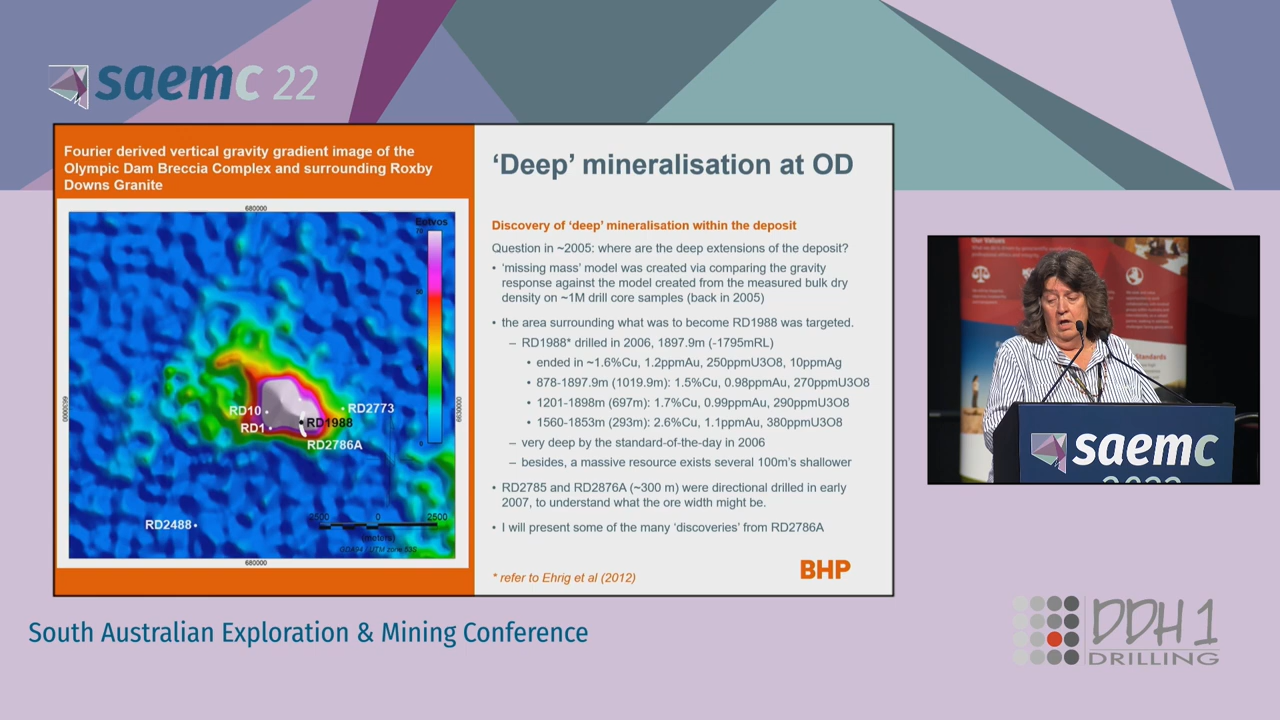 saemc 22
Fourier derived vertical gravity gradient image of the
Olympic Dam Breccia Complex and surrounding Roxby
Downs Granite
680000
Eotvos
6630000
6630000
RD10
RD1
RD2773
RD1988
RD2786A
RD2488
2500
0
2500
(meters)
680000
'Deep' mineralisation at OD
Discovery of 'deep' mineralisation within the deposit
Question in ~2005: where are the deep extensions of the deposit?
• 'missing mass' model was created via comparing the gravity
response against the model created from the measured bulk dry
density on ~1M drill core samples (back in 2005)
• the area surrounding what was to become RD1988 was targeted.
– RD1988* drilled in 2006, 1897.9m (-1795mRL)
• ended in ~1.6%Cu, 1.2ppmAu, 250ppmU3O8, 10ppmAg
• 878-1897.9m (1019.9m): 1.5%Cu, 0.98ppmAu, 270ppmU3O8
• 1201-1898m (697m): 1.7%Cu, 0.99ppmAu, 290ppmU3O8
• 1560-1853m (293m): 2.6%Cu, 1.1ppmAu, 380ppmU3O8
– very deep by the standard-of-the-day in 2006
– besides, a massive resource exists several 100m's shallower
• RD2785 and RD2876A (~300 m) were directional drilled in early
2007, to understand what the ore width might be.
• I will present some of the many 'discoveries' from RD2786A
* refer to Ehrig et al (2012)
BHP
Our Values
Standards
saemc
2022
South Australian Exploration & Mining Conference
DDH 1
DRILLING